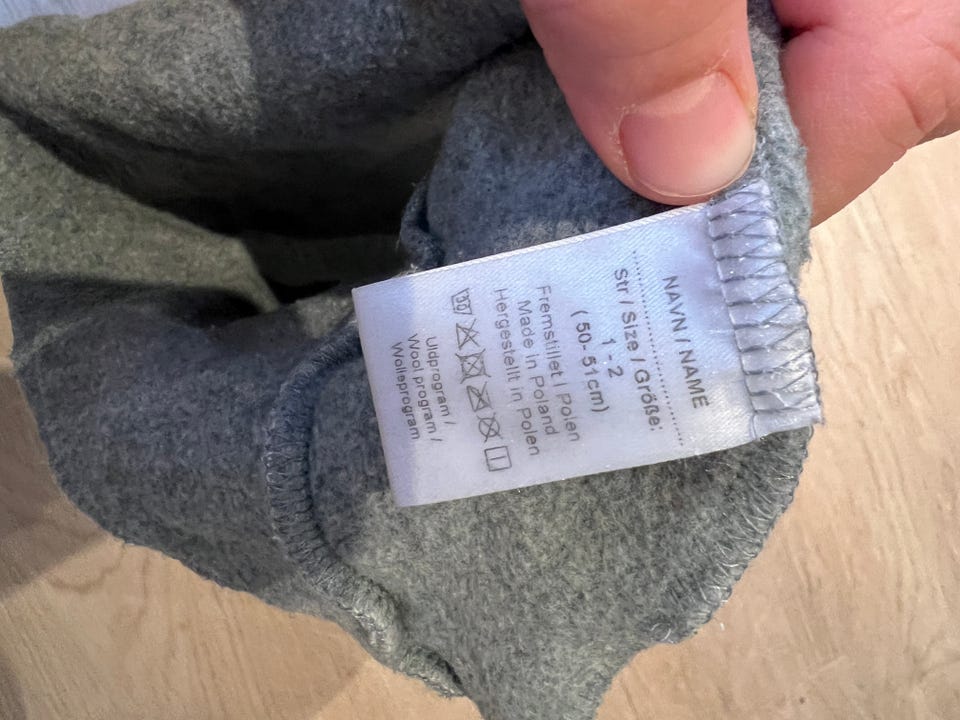 NAVN / NAME
................................
Str / Size / Größe:
1 - 2
( 50- 51cm)
Fremstillet i Polen
Made in Poland
Hergestellt in Polen
Uldprogram /
Wool program /
Wolleprogram